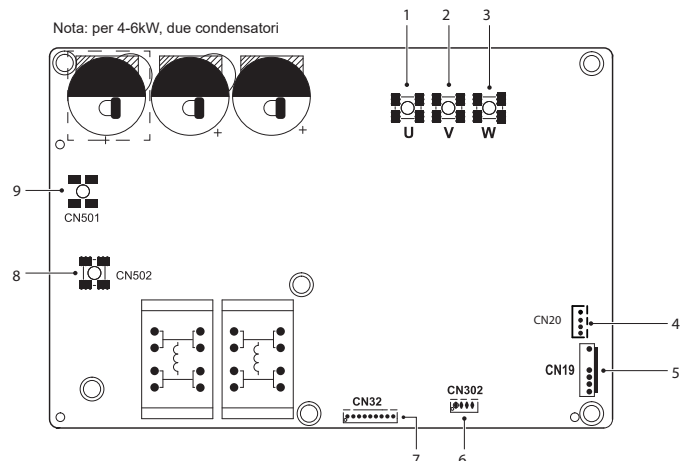 Nota: per 4-6kW, due condensatori
1 2 3
U V W
9
CN501
8 CN502
CN20 4
CN19 5
CN32 CN302
7 6
+ + +